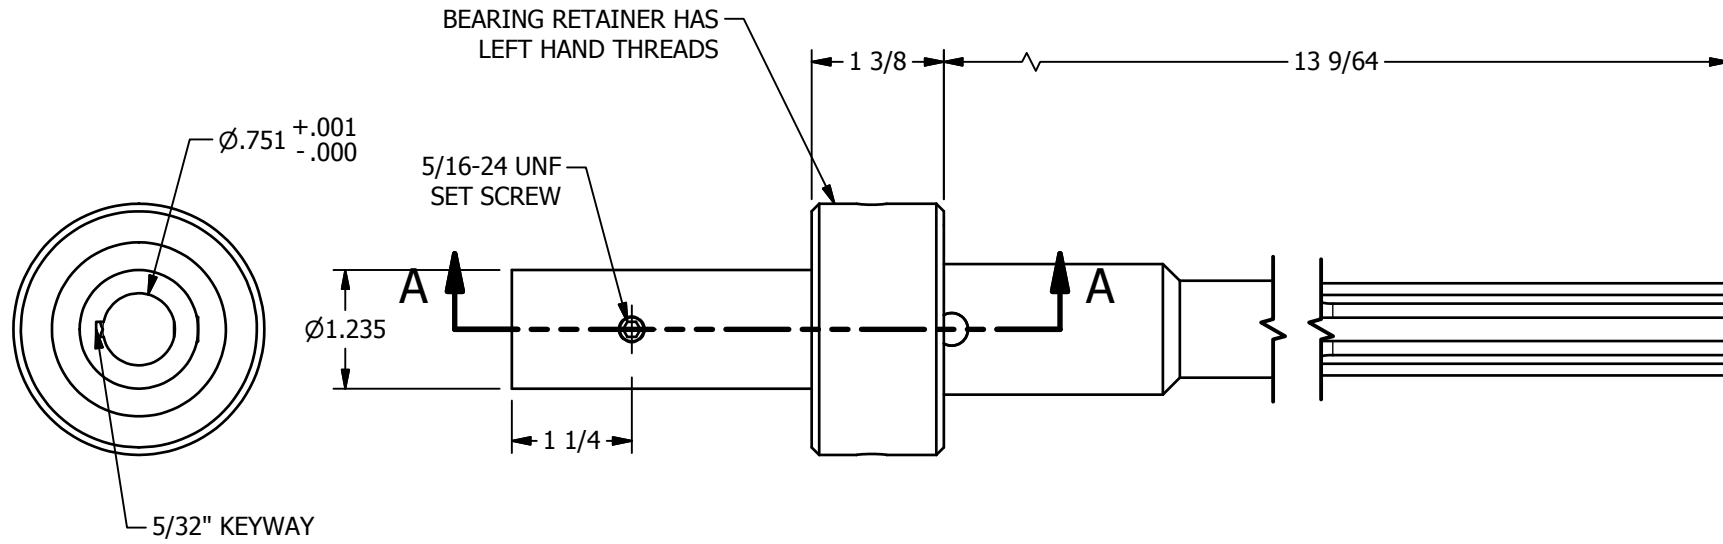 BEARING RETAINER HAS
LEFT HAND THREADS
1 3/8
13 9/64
Ø.751 +.001
-.000
5/16-24 UNF
SET SCREW
A
A
Ø1.235
1 1/4
5/32" KEYWAY